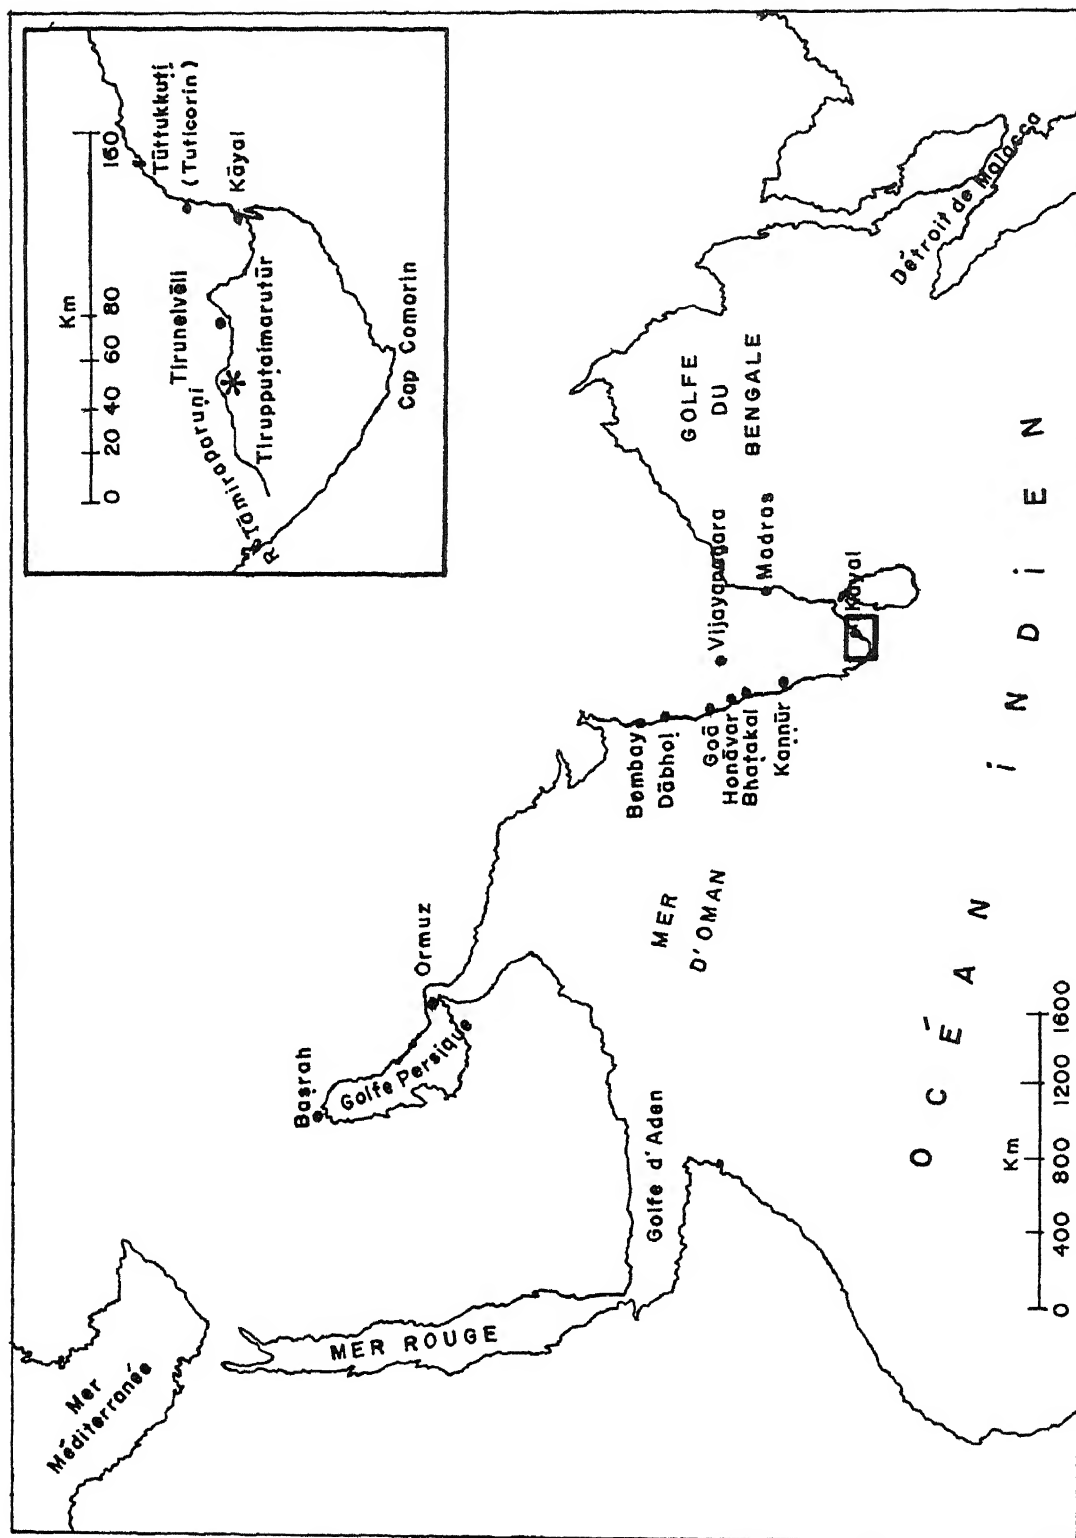 Mer
Méditerranée
MER ROUGE
Baṣrah
Golfe Persique
Ormuz
Golfe d'Aden
MER
D'OMAN
Bombay
Dābhoḷ
Goā
Honāvar
Bhaṭakal
Kaṇṇūr
Vijayanagara
Madras
Kāyal
GOLFE
DU
BENGALE
Détroit de Malacca
OCÉAN INDIEN
Km
0 400 800 1200 1600
Km
0 20 40 60 80 160
R. Tāmiraparuṇi
Tirunelvēli
Tiruppuṭaimarutūr
Tūttukkuṭi
(Tuticorin)
Kāyal
Cap Comorin